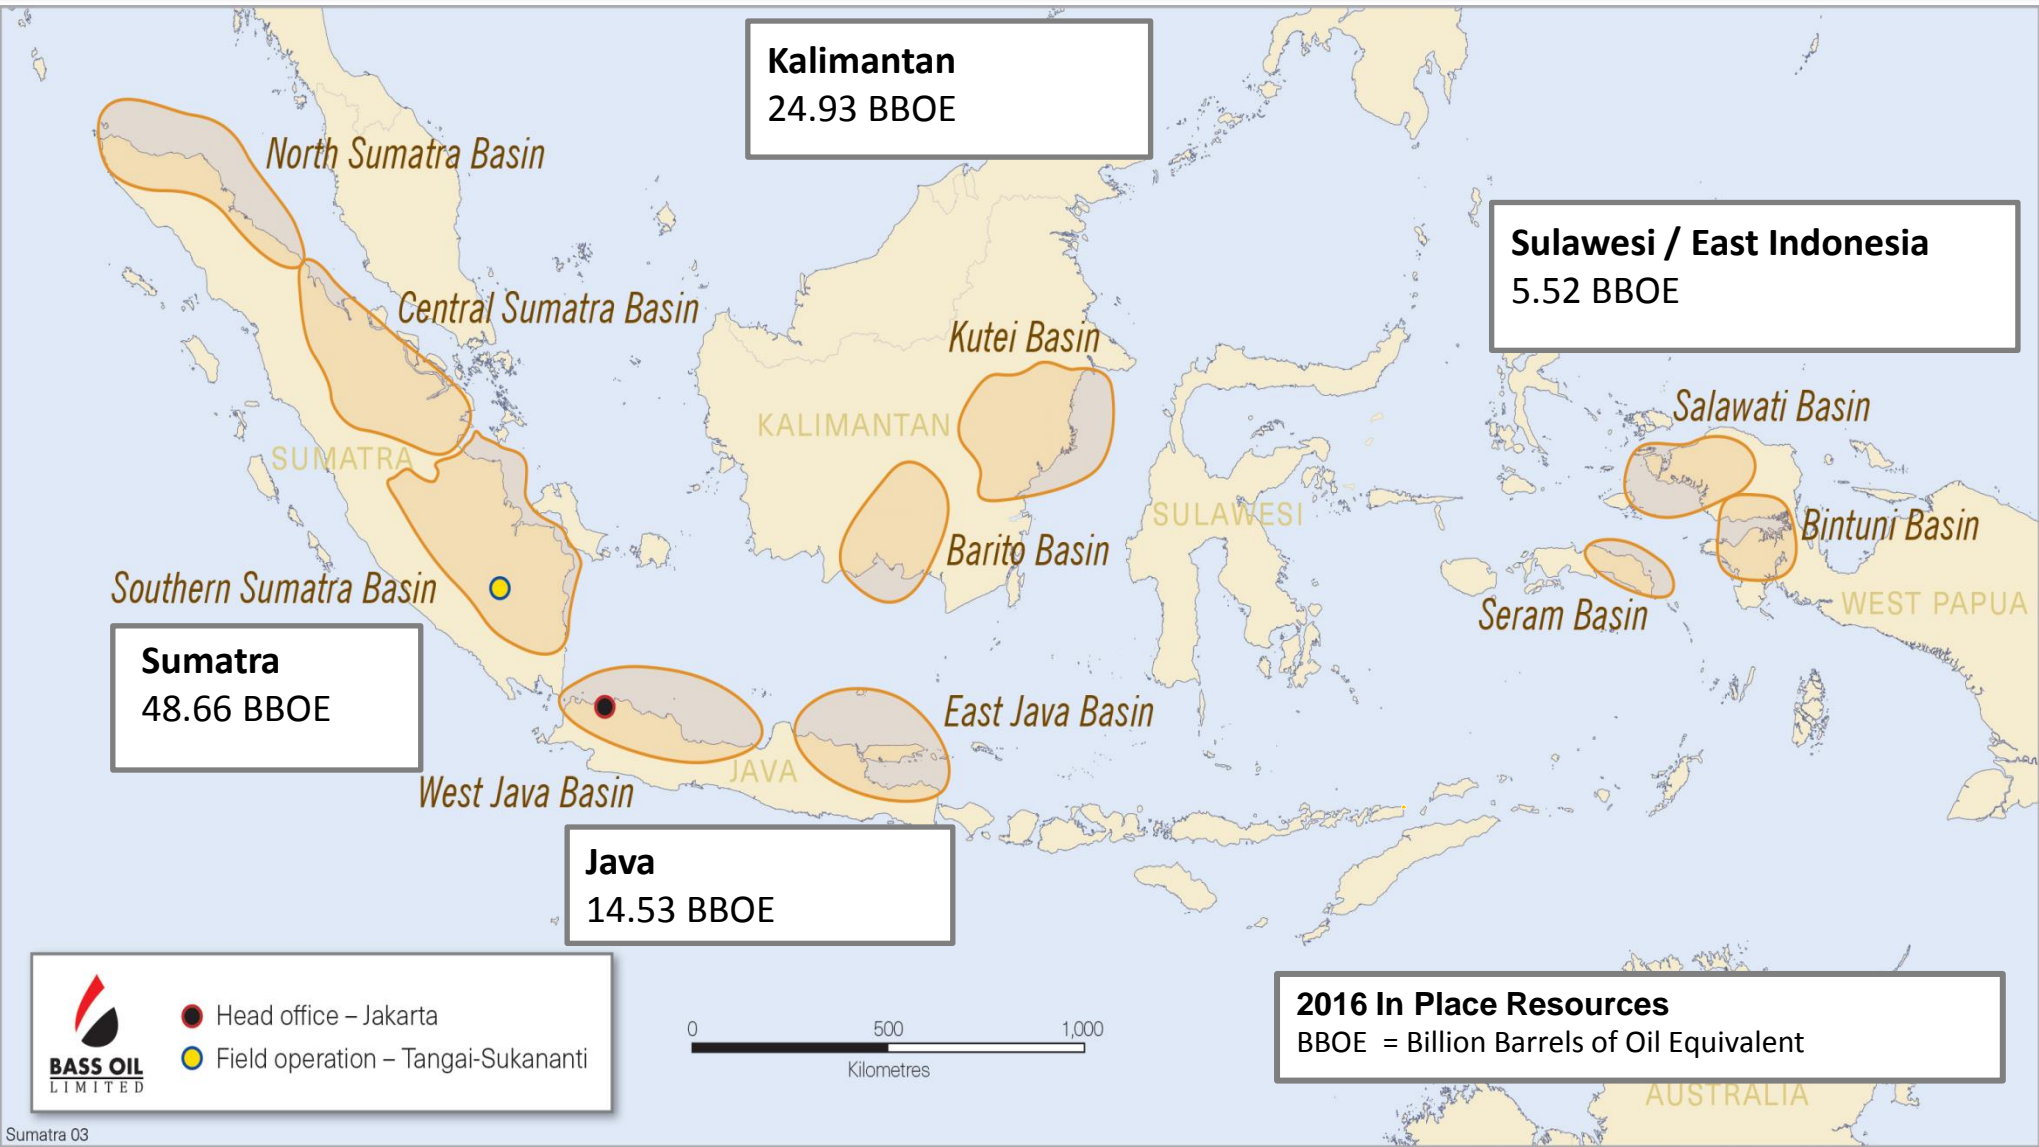 Kalimantan
24.93 BBOE
North Sumatra Basin
Sulawesi / East Indonesia
5.52 BBOE
Central Sumatra Basin
Kutei Basin
Salawati Basin
KALIMANTAN
SUMATRA
SULAWESI
Bintuni Basin
Barito Basin
Southern Sumatra Basin
Seram Basin
WEST PAPUA
Sumatra
48.66 BBOE
East Java Basin
JAVA
West Java Basin
Java
14.53 BBOE
BASS OIL
LIMITED
Head office – Jakarta
Field operation – Tangai-Sukananti
0 500 1,000
Kilometres
2016 In Place Resources
BBOE = Billion Barrels of Oil Equivalent
AUSTRALIA
Sumatra 03